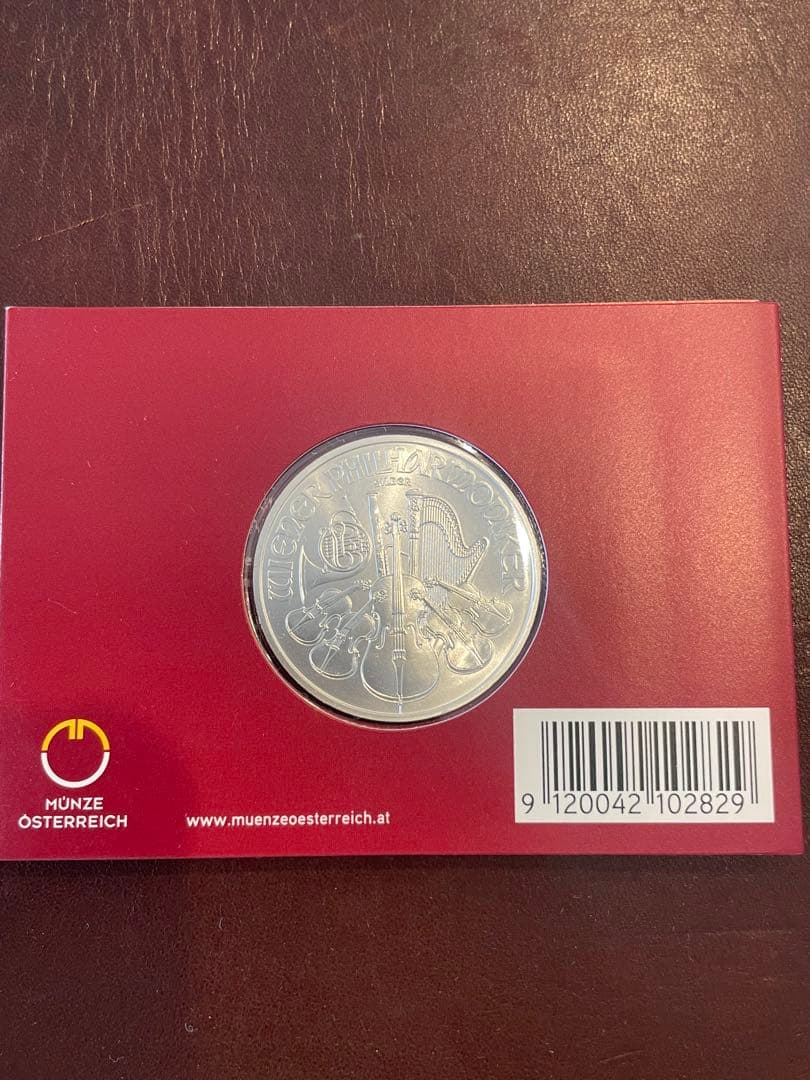 WIENER PHILHARMONIKER
SILBER
MÜNZE
ÖSTERREICH
www.muenzeoesterreich.at
9 120042 102829